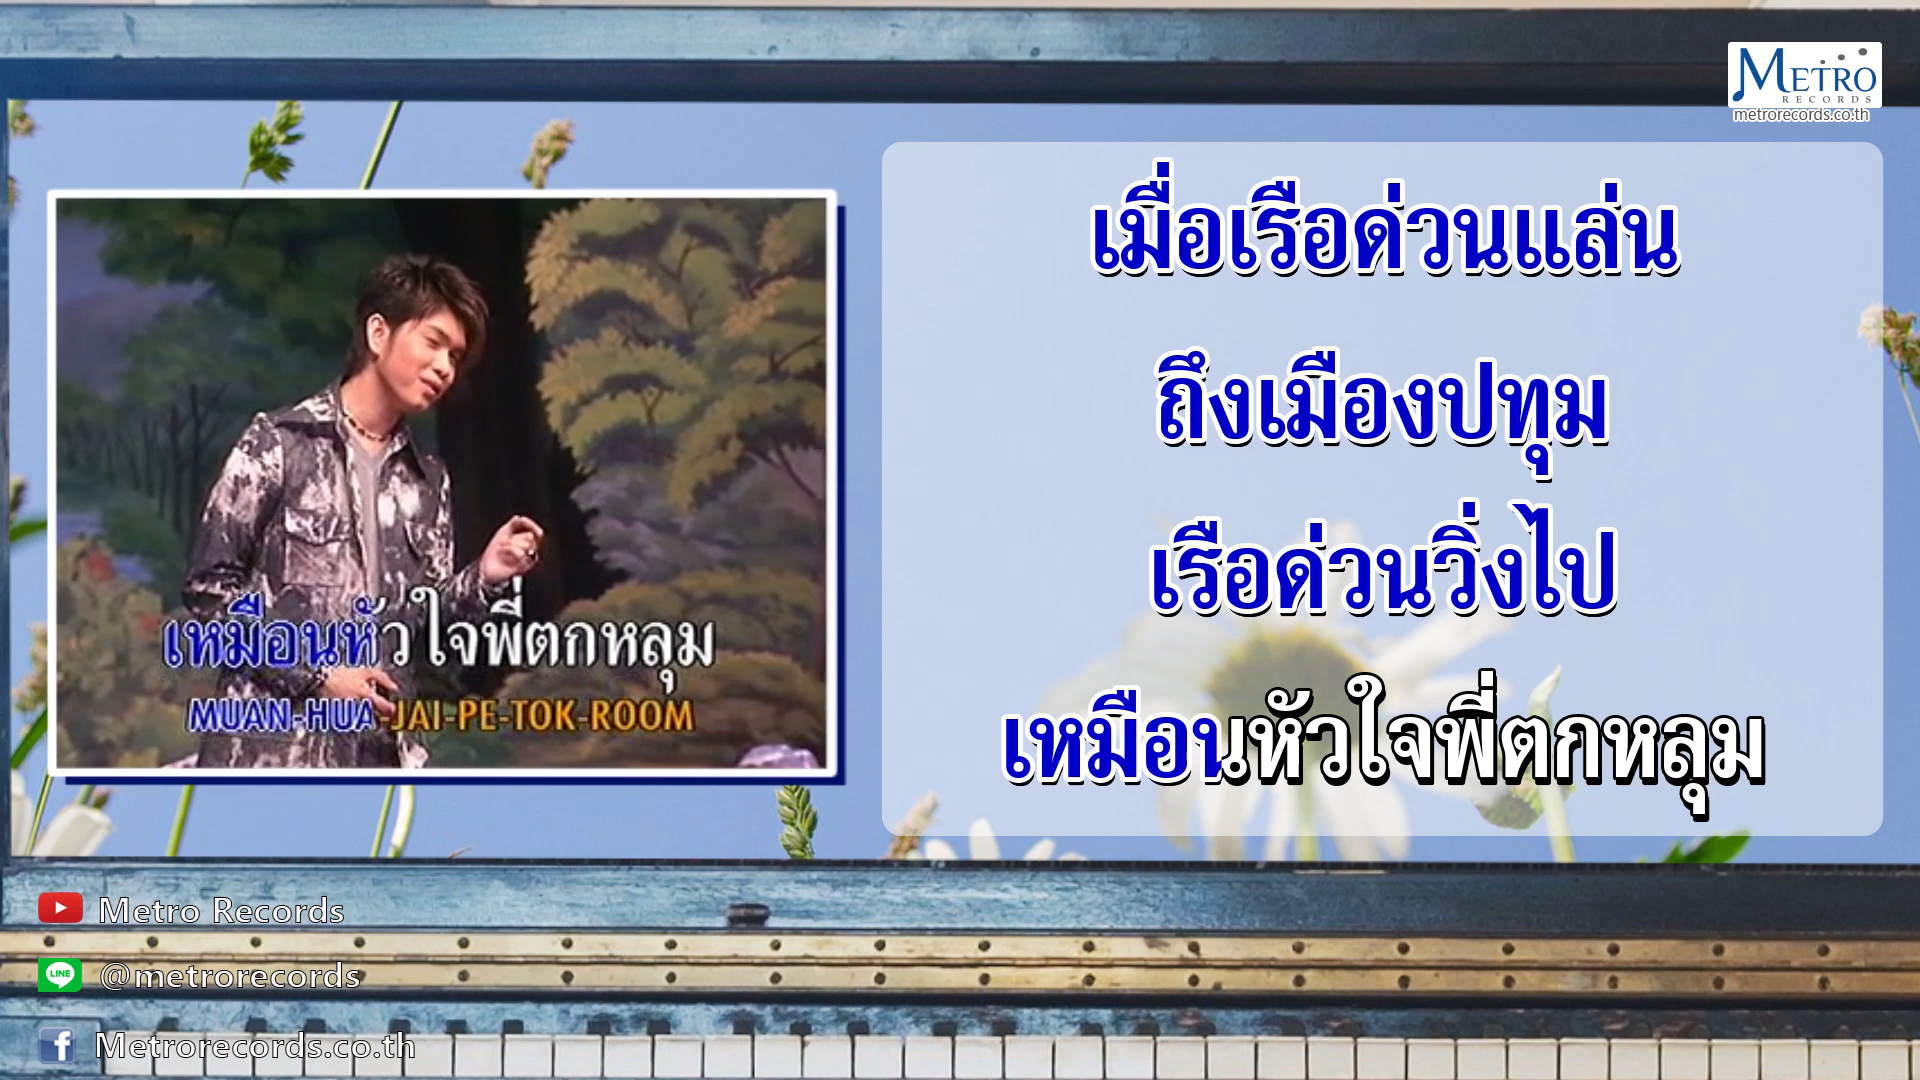 METRO
RECORDS
metrorecords.co.th
เมื่อเรือด่วนแล่น
ถึงเมืองปทุม
เรือด่วนวิ่งไป
เหมือนหัวใจพี่ตกหลุม
เหมือนหัวใจพี่ตกหลุม
MUAN-HUA-JAI-PE-TOK-ROOM
Metro Records
LINE
@metrorecords
f
Metrorecords.co.th